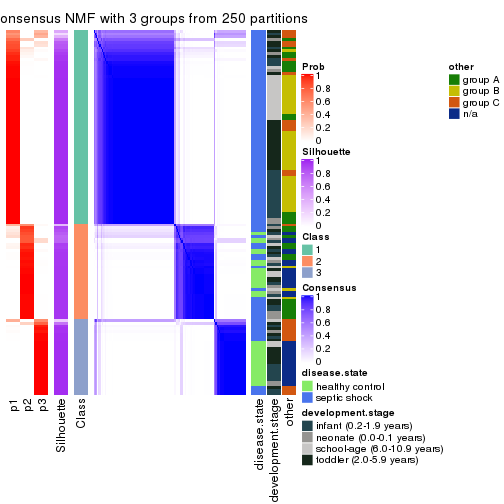 onsensus NMF with 3 groups from 250 partitions
Prob
1
0.8
0.6
0.4
0.2
0
Silhouette
1
0.8
0.6
0.4
0.2
0
Class
1
2
3
Consensus
1
0.8
0.6
0.4
0.2
0
disease.state
healthy control
septic shock
development.stage
infant (0.2-1.9 years)
neonate (0.0-0.1 years)
school-age (6.0-10.9 years)
toddler (2.0-5.9 years)
other
group A
group B
group C
n/a
p1
p2
p3
Silhouette
Class
disease.state
development.stage
other